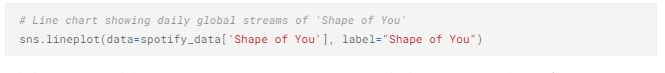 # Line chart showing daily global streams of 'Shape of You'
sns.lineplot(data=spotify_data['Shape of You'], label="Shape of You")